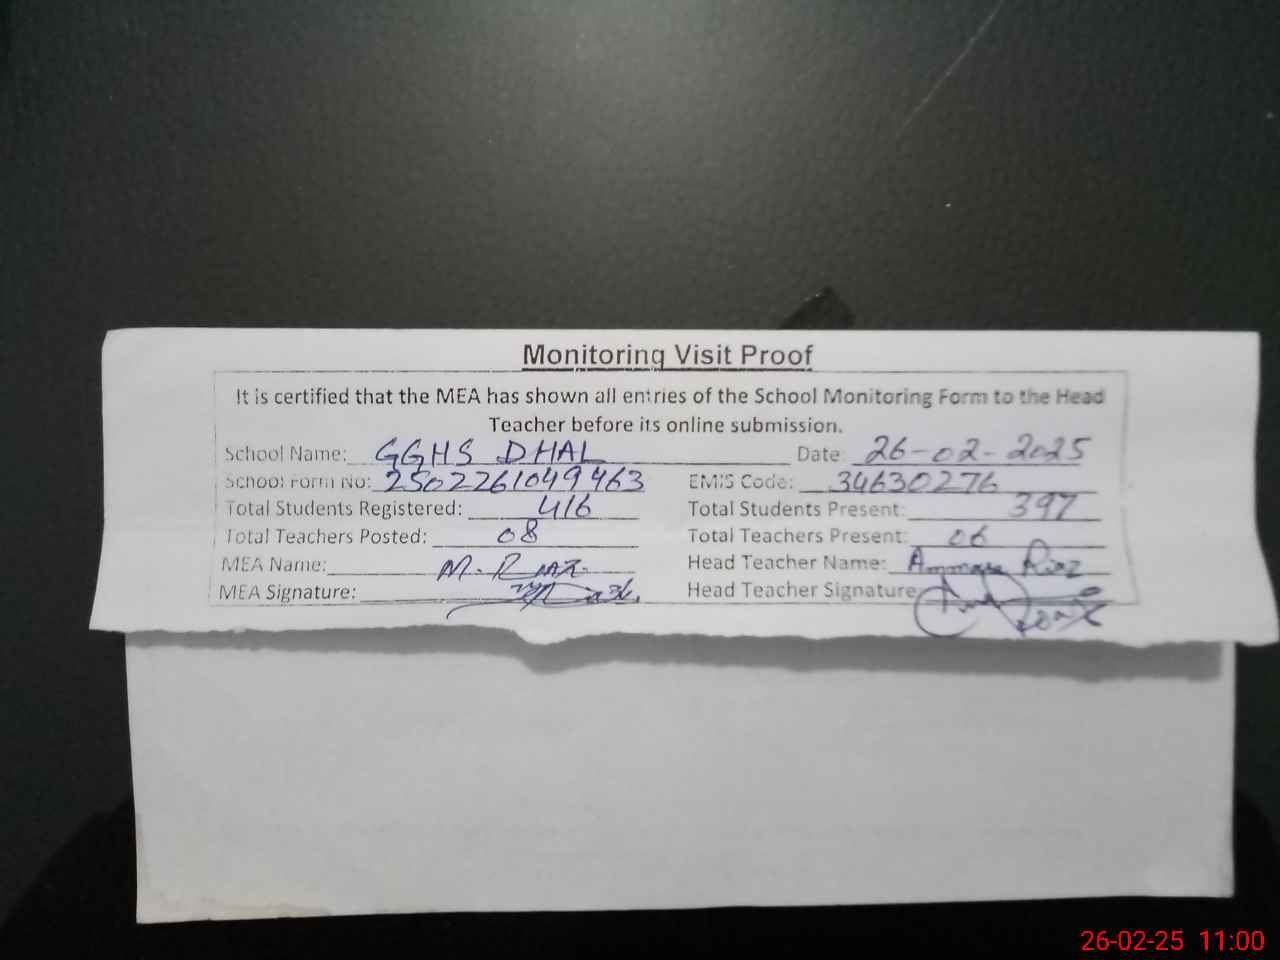 Monitoring Visit Proof
It is certified that the MEA has shown all entries of the School Monitoring Form to the Head
Teacher before its online submission.
School Name: GGHS DHAL Date: 26-02-2025
School Form No: 2502261049463 EMIS Code: 34630276
Total Students Registered: 416 Total Students Present: 397
Total Teachers Posted: 08 Total Teachers Present: 06
MEA Name: M. Riaz Head Teacher Name: Ammara Riaz
MEA Signature: Head Teacher Signature:
26-02-25 11:00